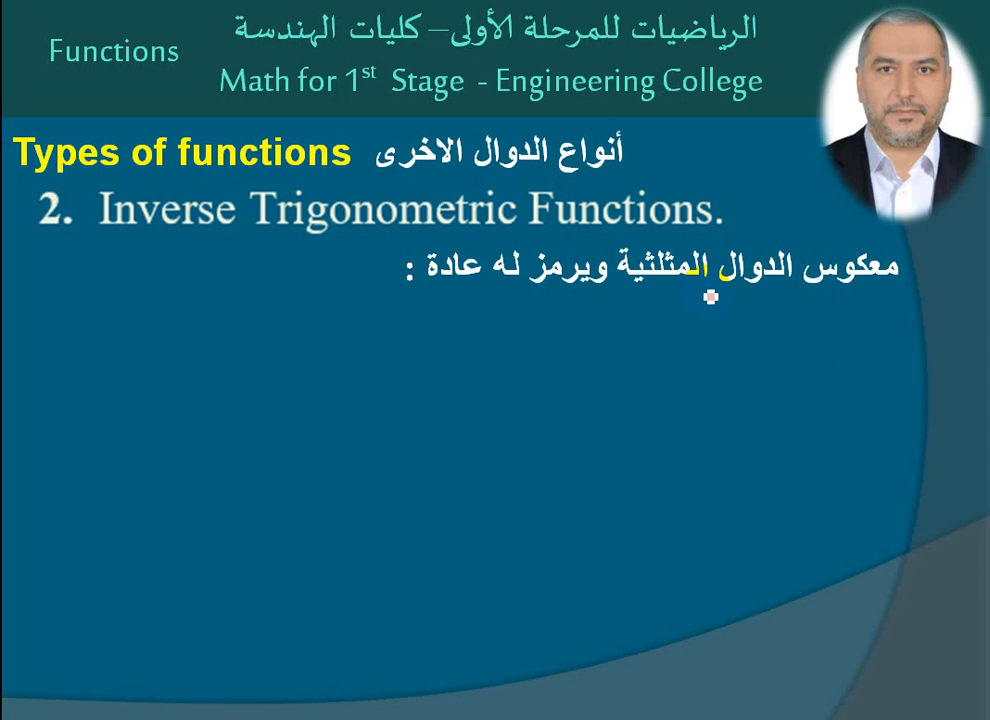 الرياضيات للمرحلة الأولى – كليات الهندسة
Functions
Math for 1st Stage - Engineering College
Types of functions أنواع الدوال الاخرى
2. Inverse Trigonometric Functions.
معكوس الدوال المثلثية ويرمز له عادة :